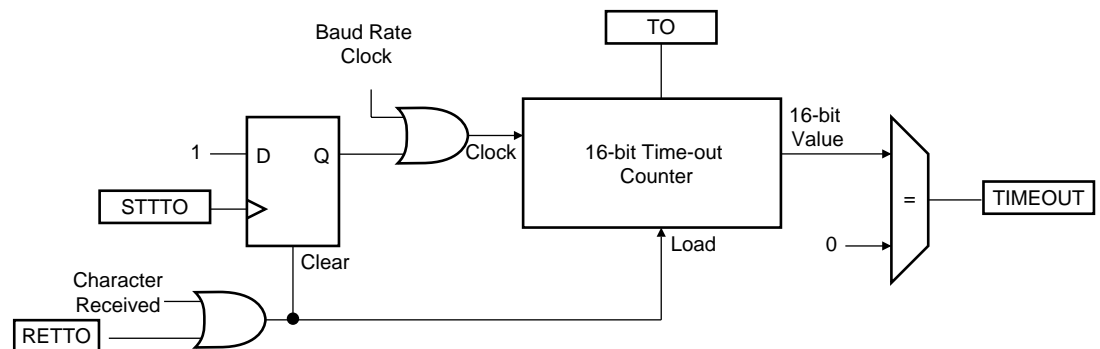 TO
Baud Rate
Clock
16-bit
Value
1
D
Q
Clock
16-bit Time-out
Counter
STTTO
=
TIMEOUT
0
Load
Clear
Character
Received
RETTO